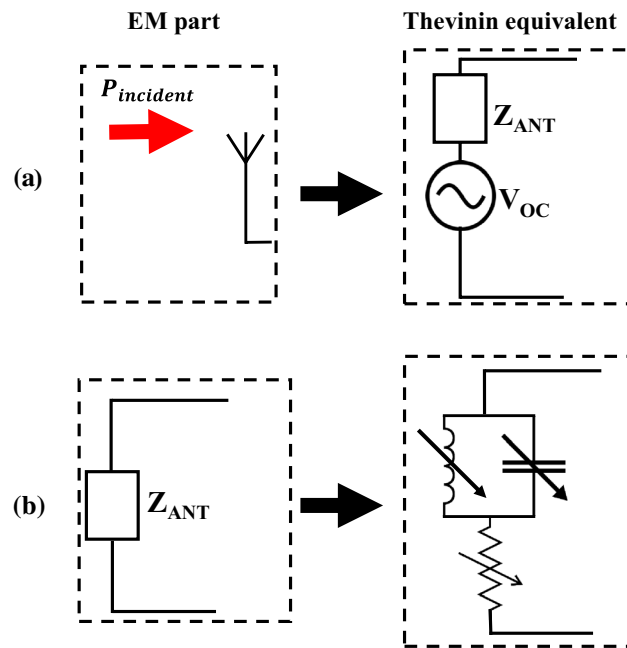 EM part
Thevinin equivalent
P_incident
Z_ANT
(a)
V_OC
Z_ANT
(b)